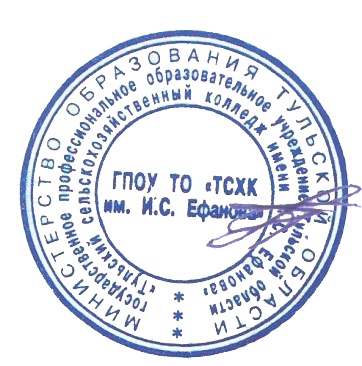 МИНИСТЕРСТВО ОБРАЗОВАНИЯ ТУЛЬСКОЙ ОБЛАСТИ
государственное профессиональное образовательное учреждение Тульской области
«Тульский сельскохозяйственный колледж имени И.С. Ефанова»
ГПОУ ТО «ТСХК
им. И.С. Ефанова»
* * *